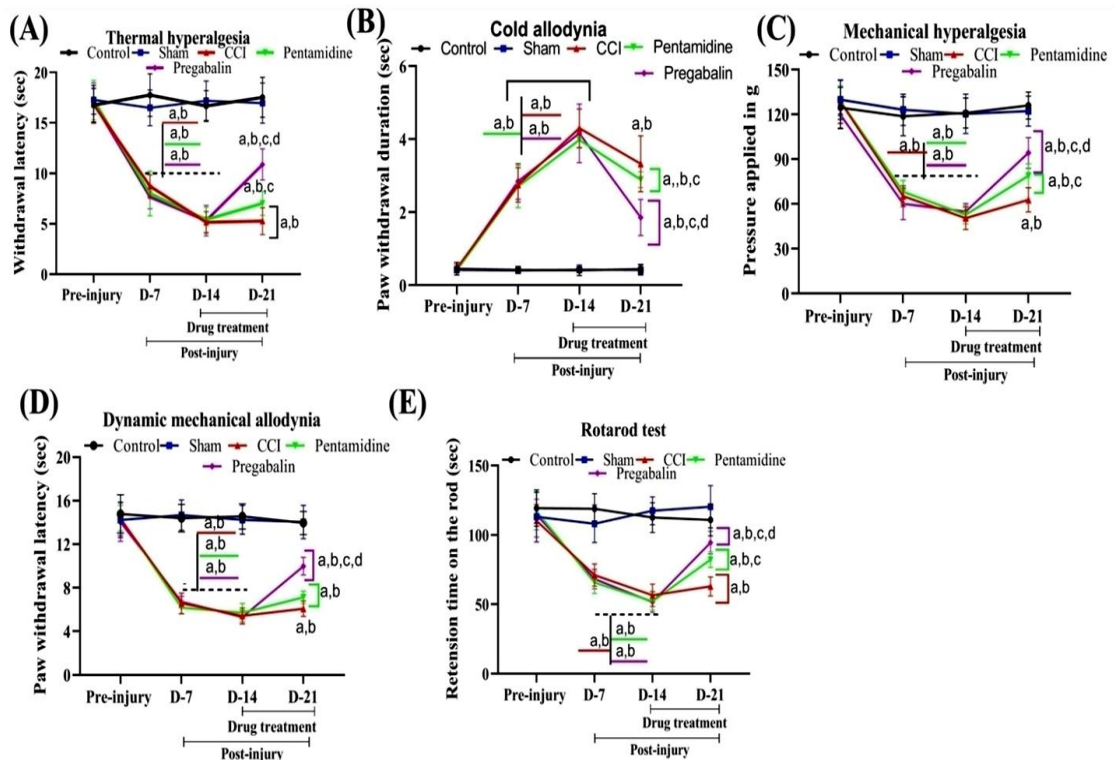 (A)
Thermal hyperalgesia
Control Sham CCI Pentamidine
Pregabalin
Withdrawal latency (sec)
20
15
10
5
0
a,b
a,b
a,b
a,b,c,d
a,b,c
a,b
Pre-injury D-7 D-14 D-21
Drug treatment
Post-injury
(B)
Cold allodynia
Control Sham CCI Pentamidine
Pregabalin
Paw withdrawal duration (sec)
6
4
2
0
a,b
a,b
a,b
a,b
a,,b,c
a,b,c,d
Pre-injury D-7 D-14 D-21
Drug treatment
Post-injury
(C)
Mechanical hyperalgesia
Control Sham CCI Pentamidine
Pregabalin
Pressure applied in g
150
120
90
60
30
0
a,b
a,b
a,b
a,b,c,d
a,b,c
a,b
Pre-injury D-7 D-14 D-21
Drug treatment
Post-injury
(D)
Dynamic mechanical allodynia
Control Sham CCI Pentamidine
Pregabalin
Paw withdrawal latency (sec)
20
16
12
8
4
0
a,b
a,b
a,b
a,b,c,d
a,b
a,b
Pre-injury D-7 D-14 D-21
Drug treatment
Post-injury
(E)
Rotarod test
Control Sham CCI Pentamidine
Pregabalin
Retension time on the rod (sec)
150
100
50
0
a,b,c,d
a,b,c
a,b
a,b
a,b
a,b
Pre-injury D-7 D-14 D-21
Drug treatment
Post-injury